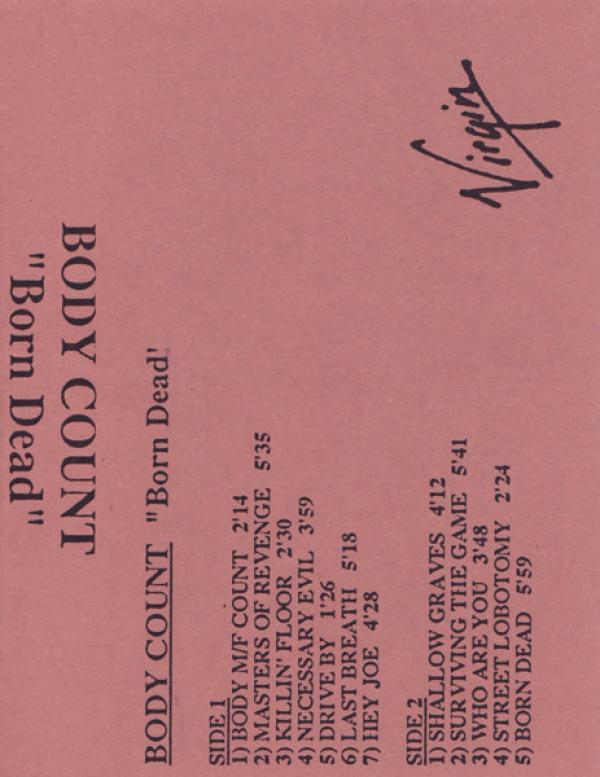 BODY COUNT
"Born Dead"
BODY COUNT "Born Dead'
SIDE 1
1) BODY M/F COUNT 2'14
2) MASTERS OF REVENGE 5'35
3) KILLIN' FLOOR 2'30
4) NECESSARY EVIL 3'59
5) DRIVE BY 1'26
6) LAST BREATH 5'18
7) HEY JOE 4'28
SIDE 2
1) SHALLOW GRAVES 4'12
2) SURVIVING THE GAME 5'41
3) WHO ARE YOU 3'48
4) STREET LOBOTOMY 2'24
5) BORN DEAD 5'59
Virgin